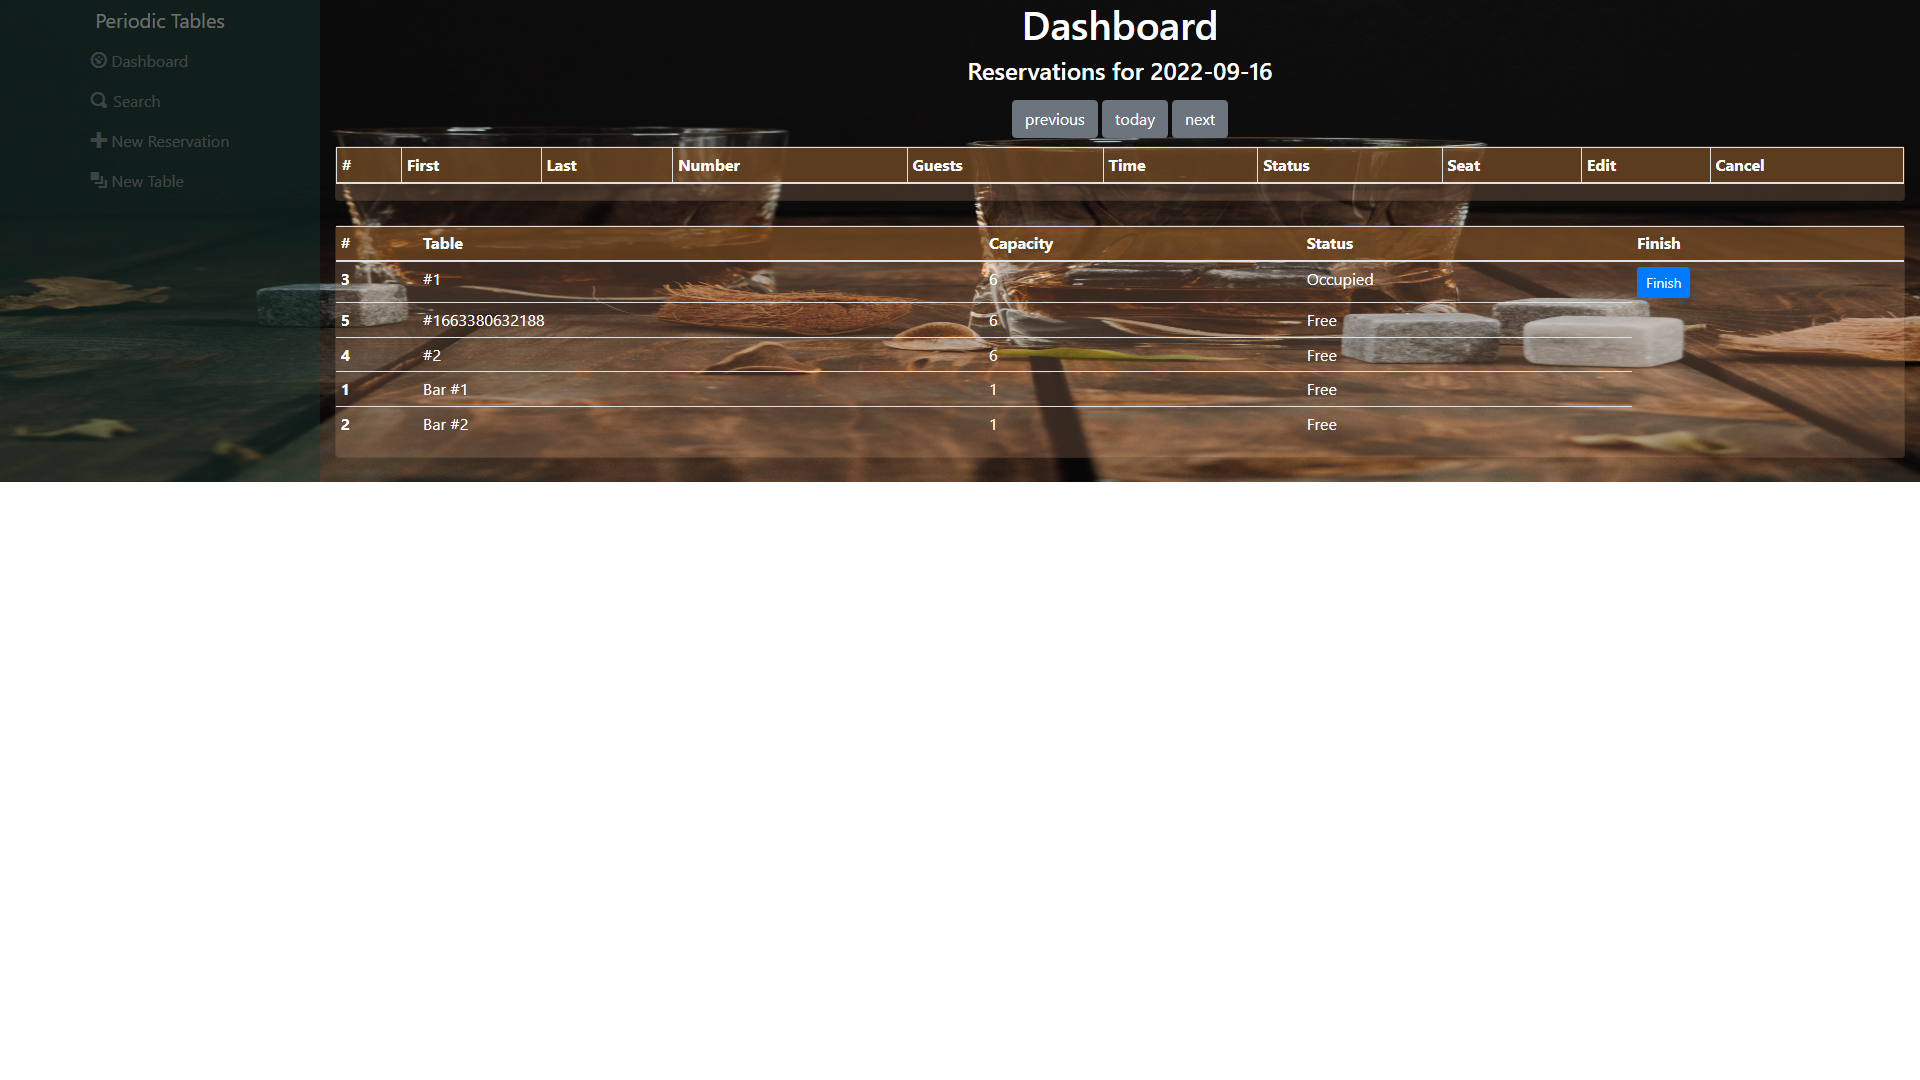 Periodic Tables
Dashboard
Search
New Reservation
New Table
Dashboard
Reservations for 2022-09-16
previous today next
# First Last Number Guests Time Status Seat Edit Cancel
# Table Capacity Status Finish
3 #1 6 Occupied Finish
5 #1663380632188 6 Free
4 #2 6 Free
1 Bar #1 1 Free
2 Bar #2 1 Free